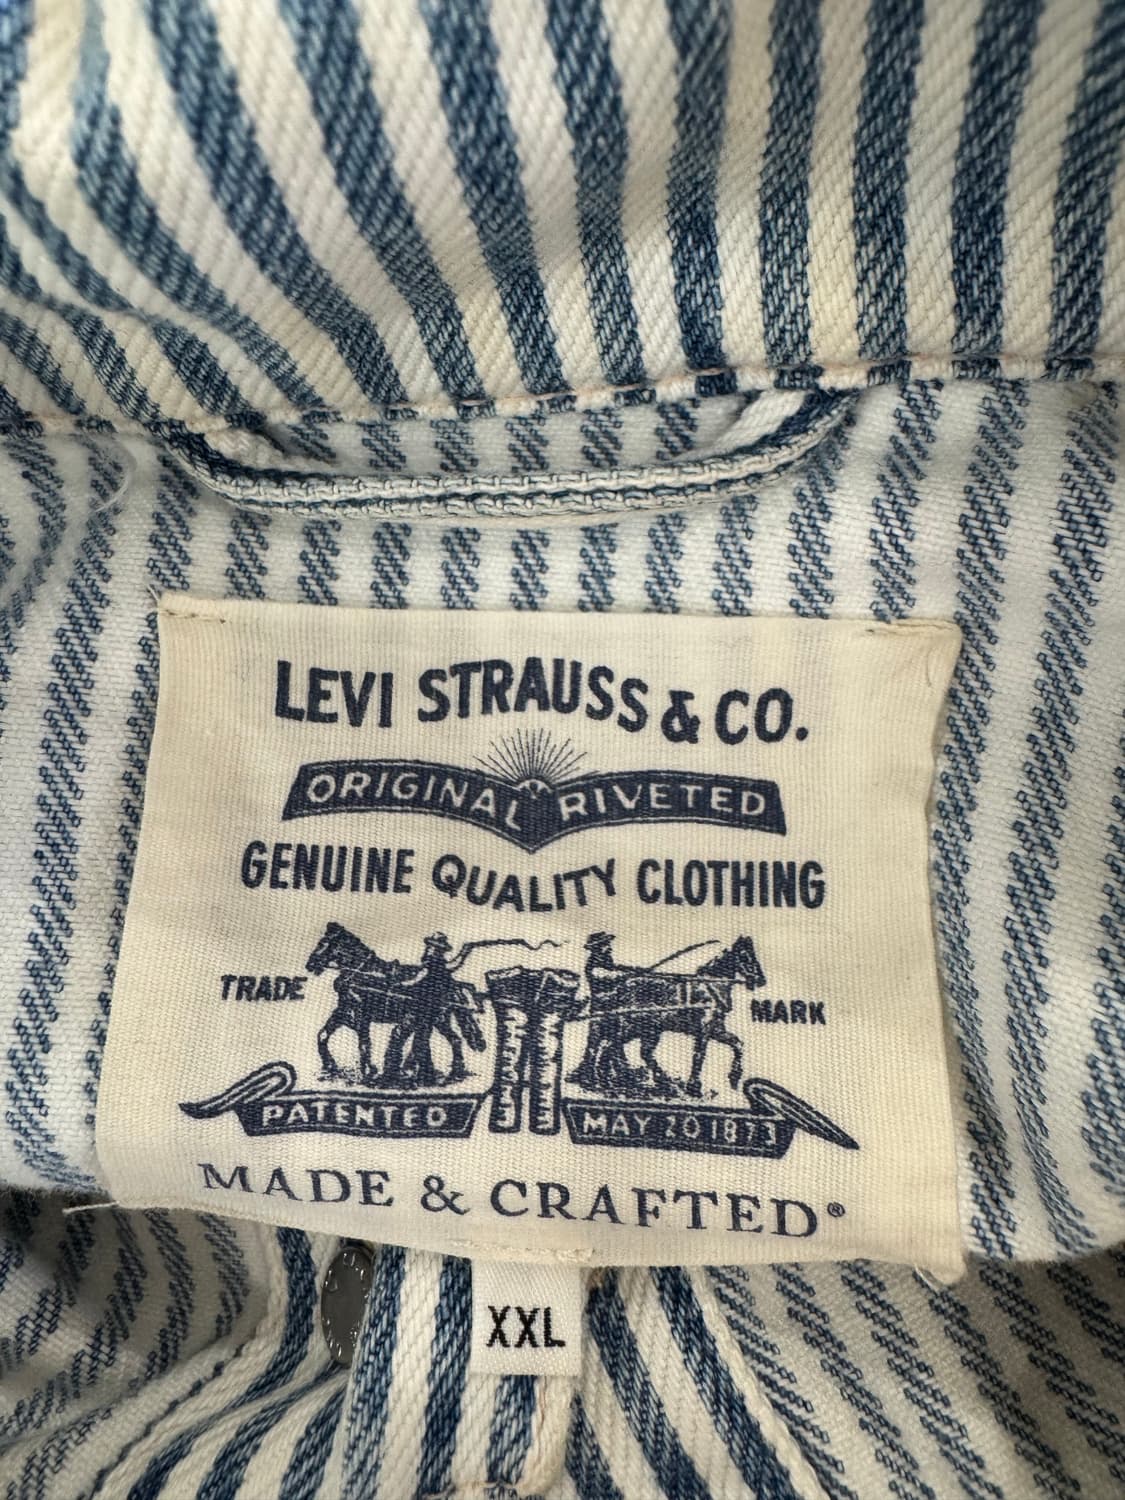 LEVI STRAUSS & CO.
ORIGINAL RIVETED
GENUINE QUALITY CLOTHING
TRADE MARK
PATENTED MAY 20 1873
MADE & CRAFTED®
XXL